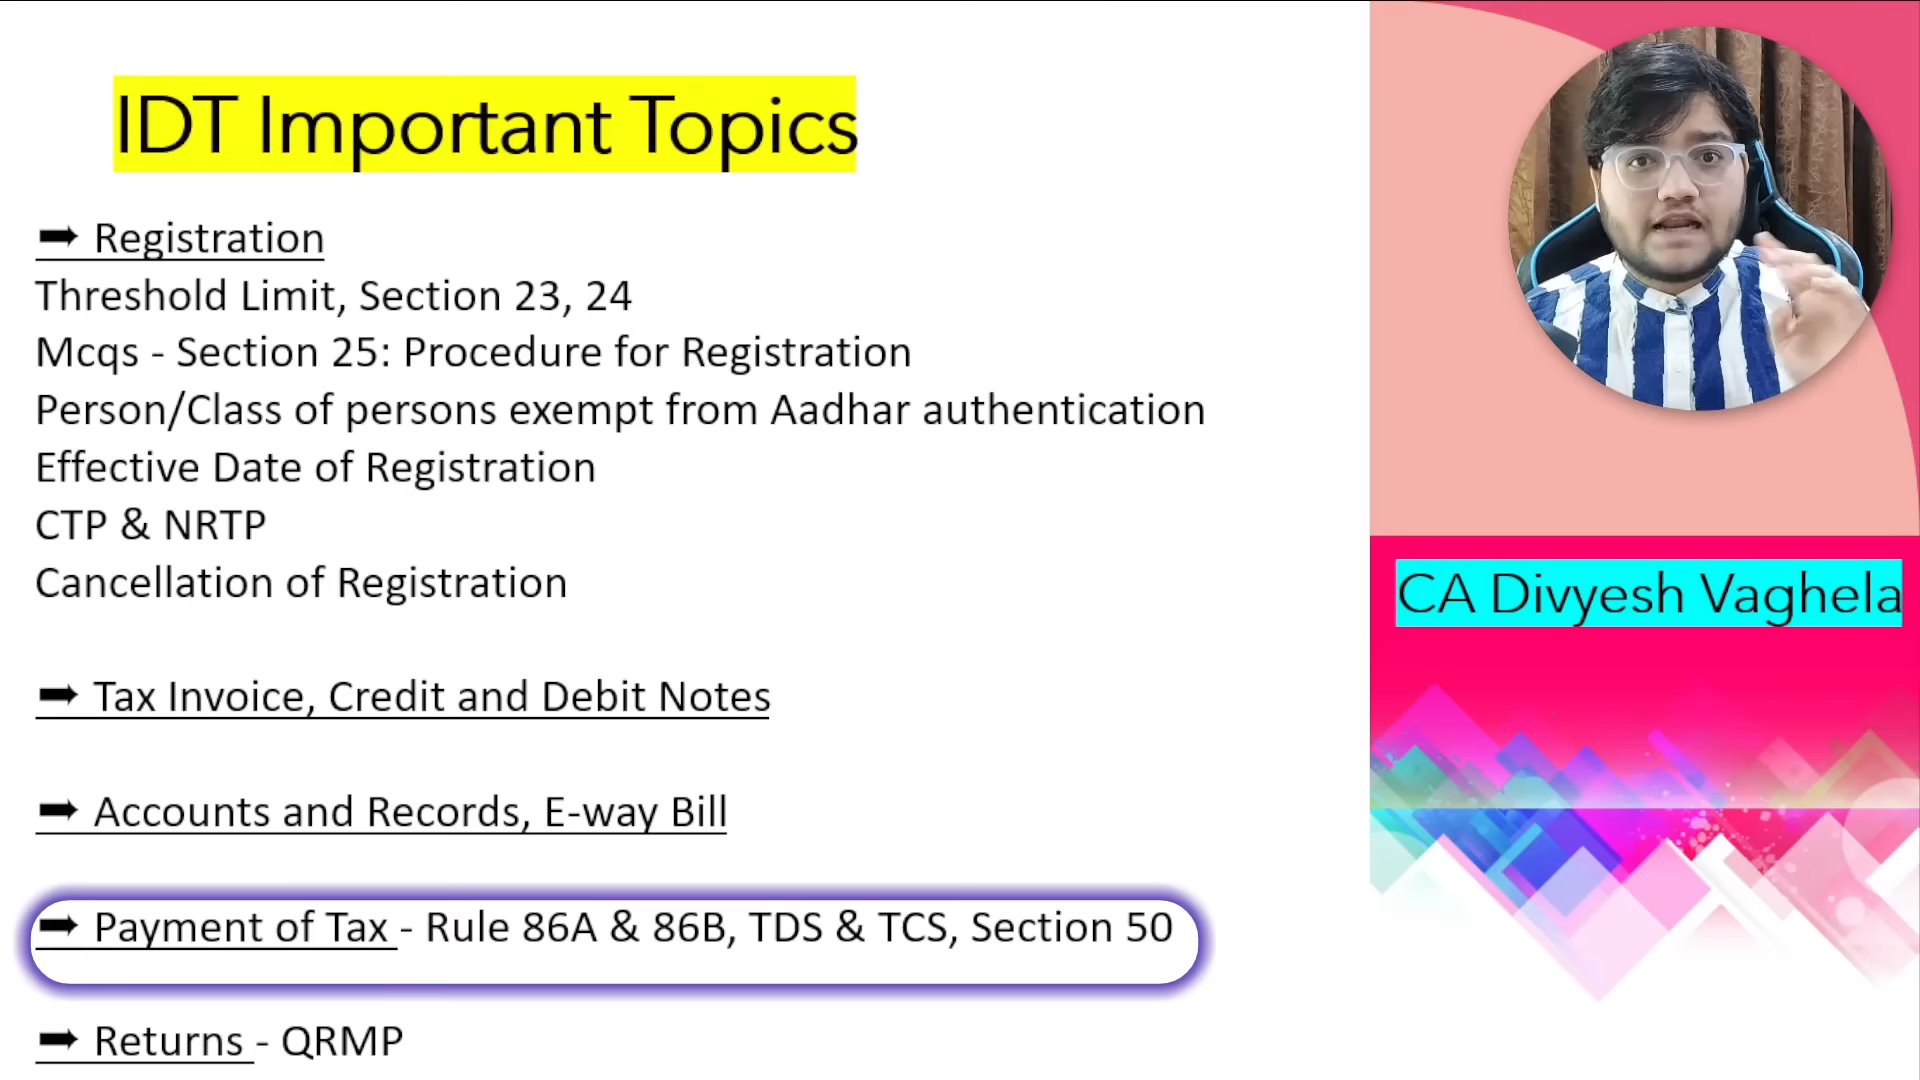 IDT Important Topics
➡ Registration
Threshold Limit, Section 23, 24
Mcqs - Section 25: Procedure for Registration
Person/Class of persons exempt from Aadhar authentication
Effective Date of Registration
CTP & NRTP
Cancellation of Registration
➡ Tax Invoice, Credit and Debit Notes
➡ Accounts and Records, E-way Bill
➡ Payment of Tax - Rule 86A & 86B, TDS & TCS, Section 50
➡ Returns - QRMP
CA Divyesh Vaghela